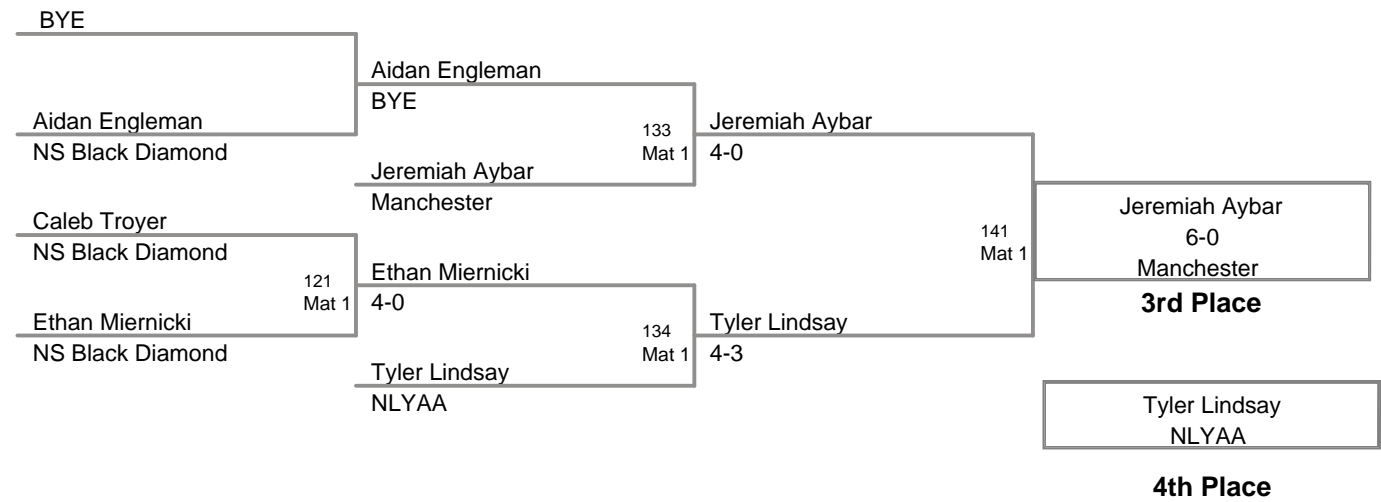 BYE
Aidan Engleman
BYE
Aidan Engleman
NS Black Diamond
133
Mat 1
Jeremiah Aybar
4-0
Jeremiah Aybar
Manchester
Caleb Troyer
NS Black Diamond
121
Mat 1
Ethan Miernicki
4-0
Ethan Miernicki
NS Black Diamond
134
Mat 1
Tyler Lindsay
4-3
Tyler Lindsay
NLYAA
141
Mat 1
Jeremiah Aybar
6-0
Manchester
3rd Place
Tyler Lindsay
NLYAA
4th Place